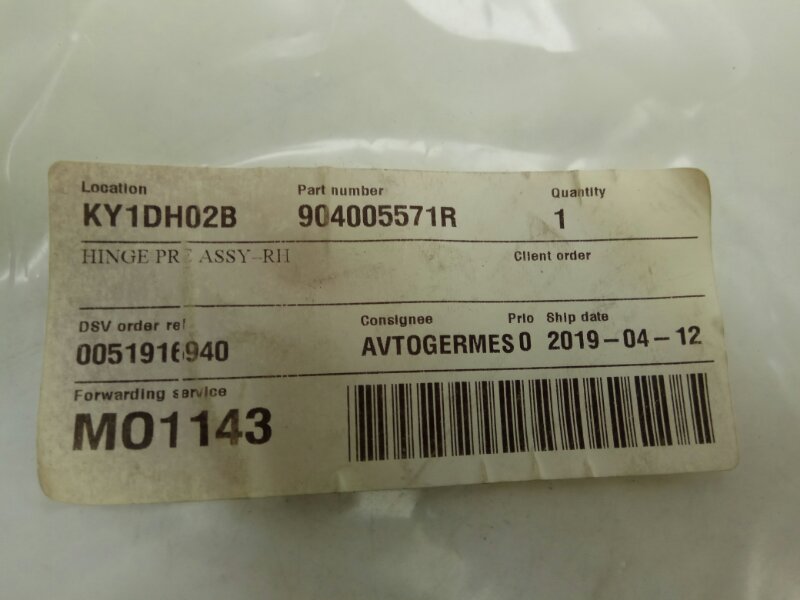 Location Part number Quantity
KY1DH02B 904005571R 1
HINGE PRE ASSY-RH Client order
DSV order ref Consignee Prio Ship date
0051916940 AVTOGERMES 0 2019-04-12
Forwarding service
MO1143